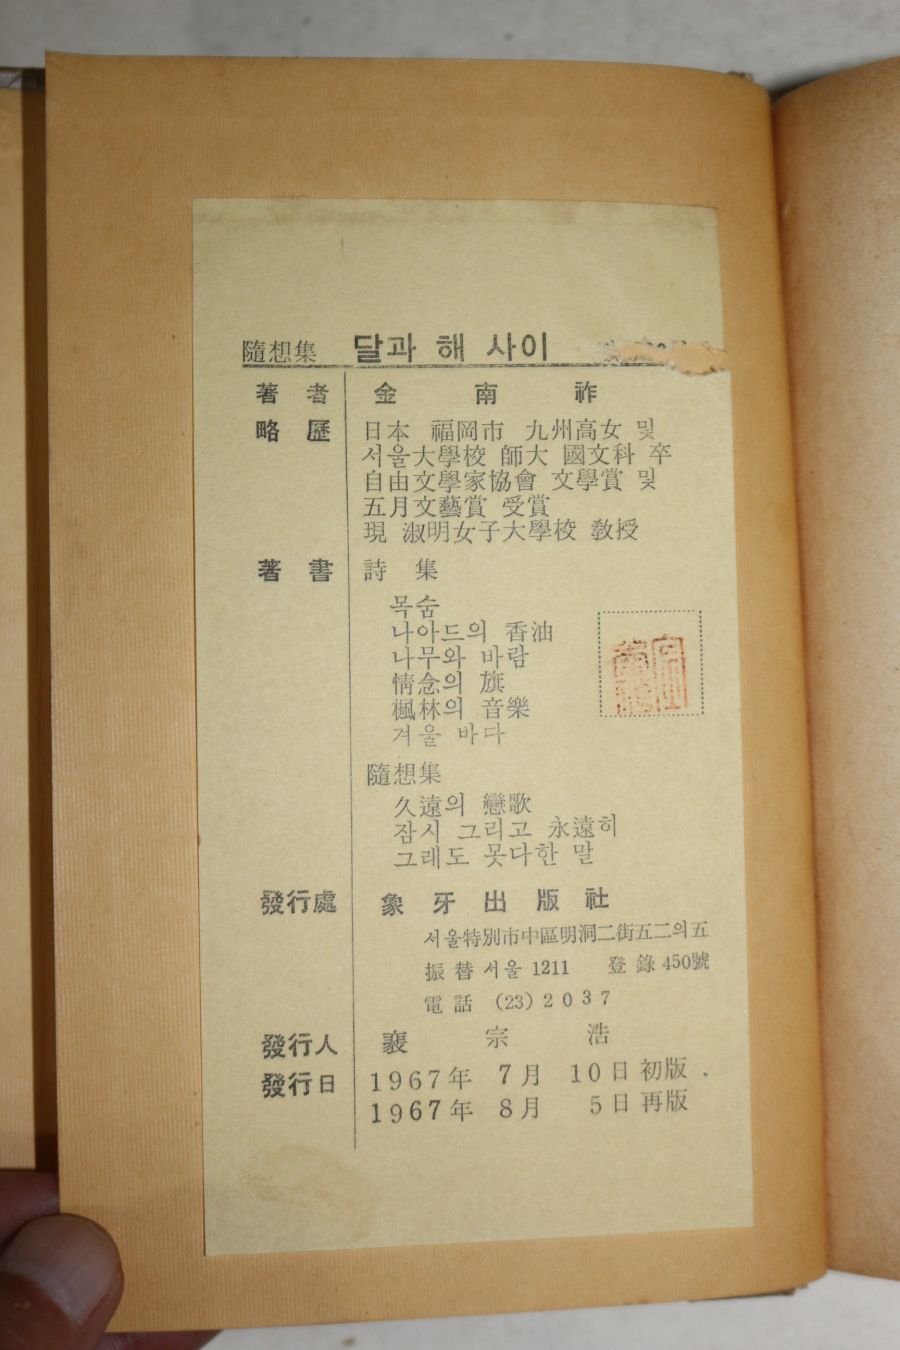 隨想集 달과 해 사이
著者 金南祚
略歷 日本 福岡市 九州高女 및
서울大學校 師大 國文科 卒
自由文學家協會 文學賞 및
五月文藝賞 受賞
現 淑明女子大學校 敎授
著書 詩集
목숨
나아드의 香油
나무와 바람
情念의 旗
楓林의 音樂
겨울 바다
隨想集
久遠의 戀歌
잠시 그리고 永遠히
그래도 못다한 말
發行處 象牙出版社
서울特別市中區明洞二街五二의五
振替 서울 1211 登錄 450號
電話 (23) 2037
發行人 裵宗浩
發行日 1967年 7月 10日 初版
1967年 8月 5日 再版